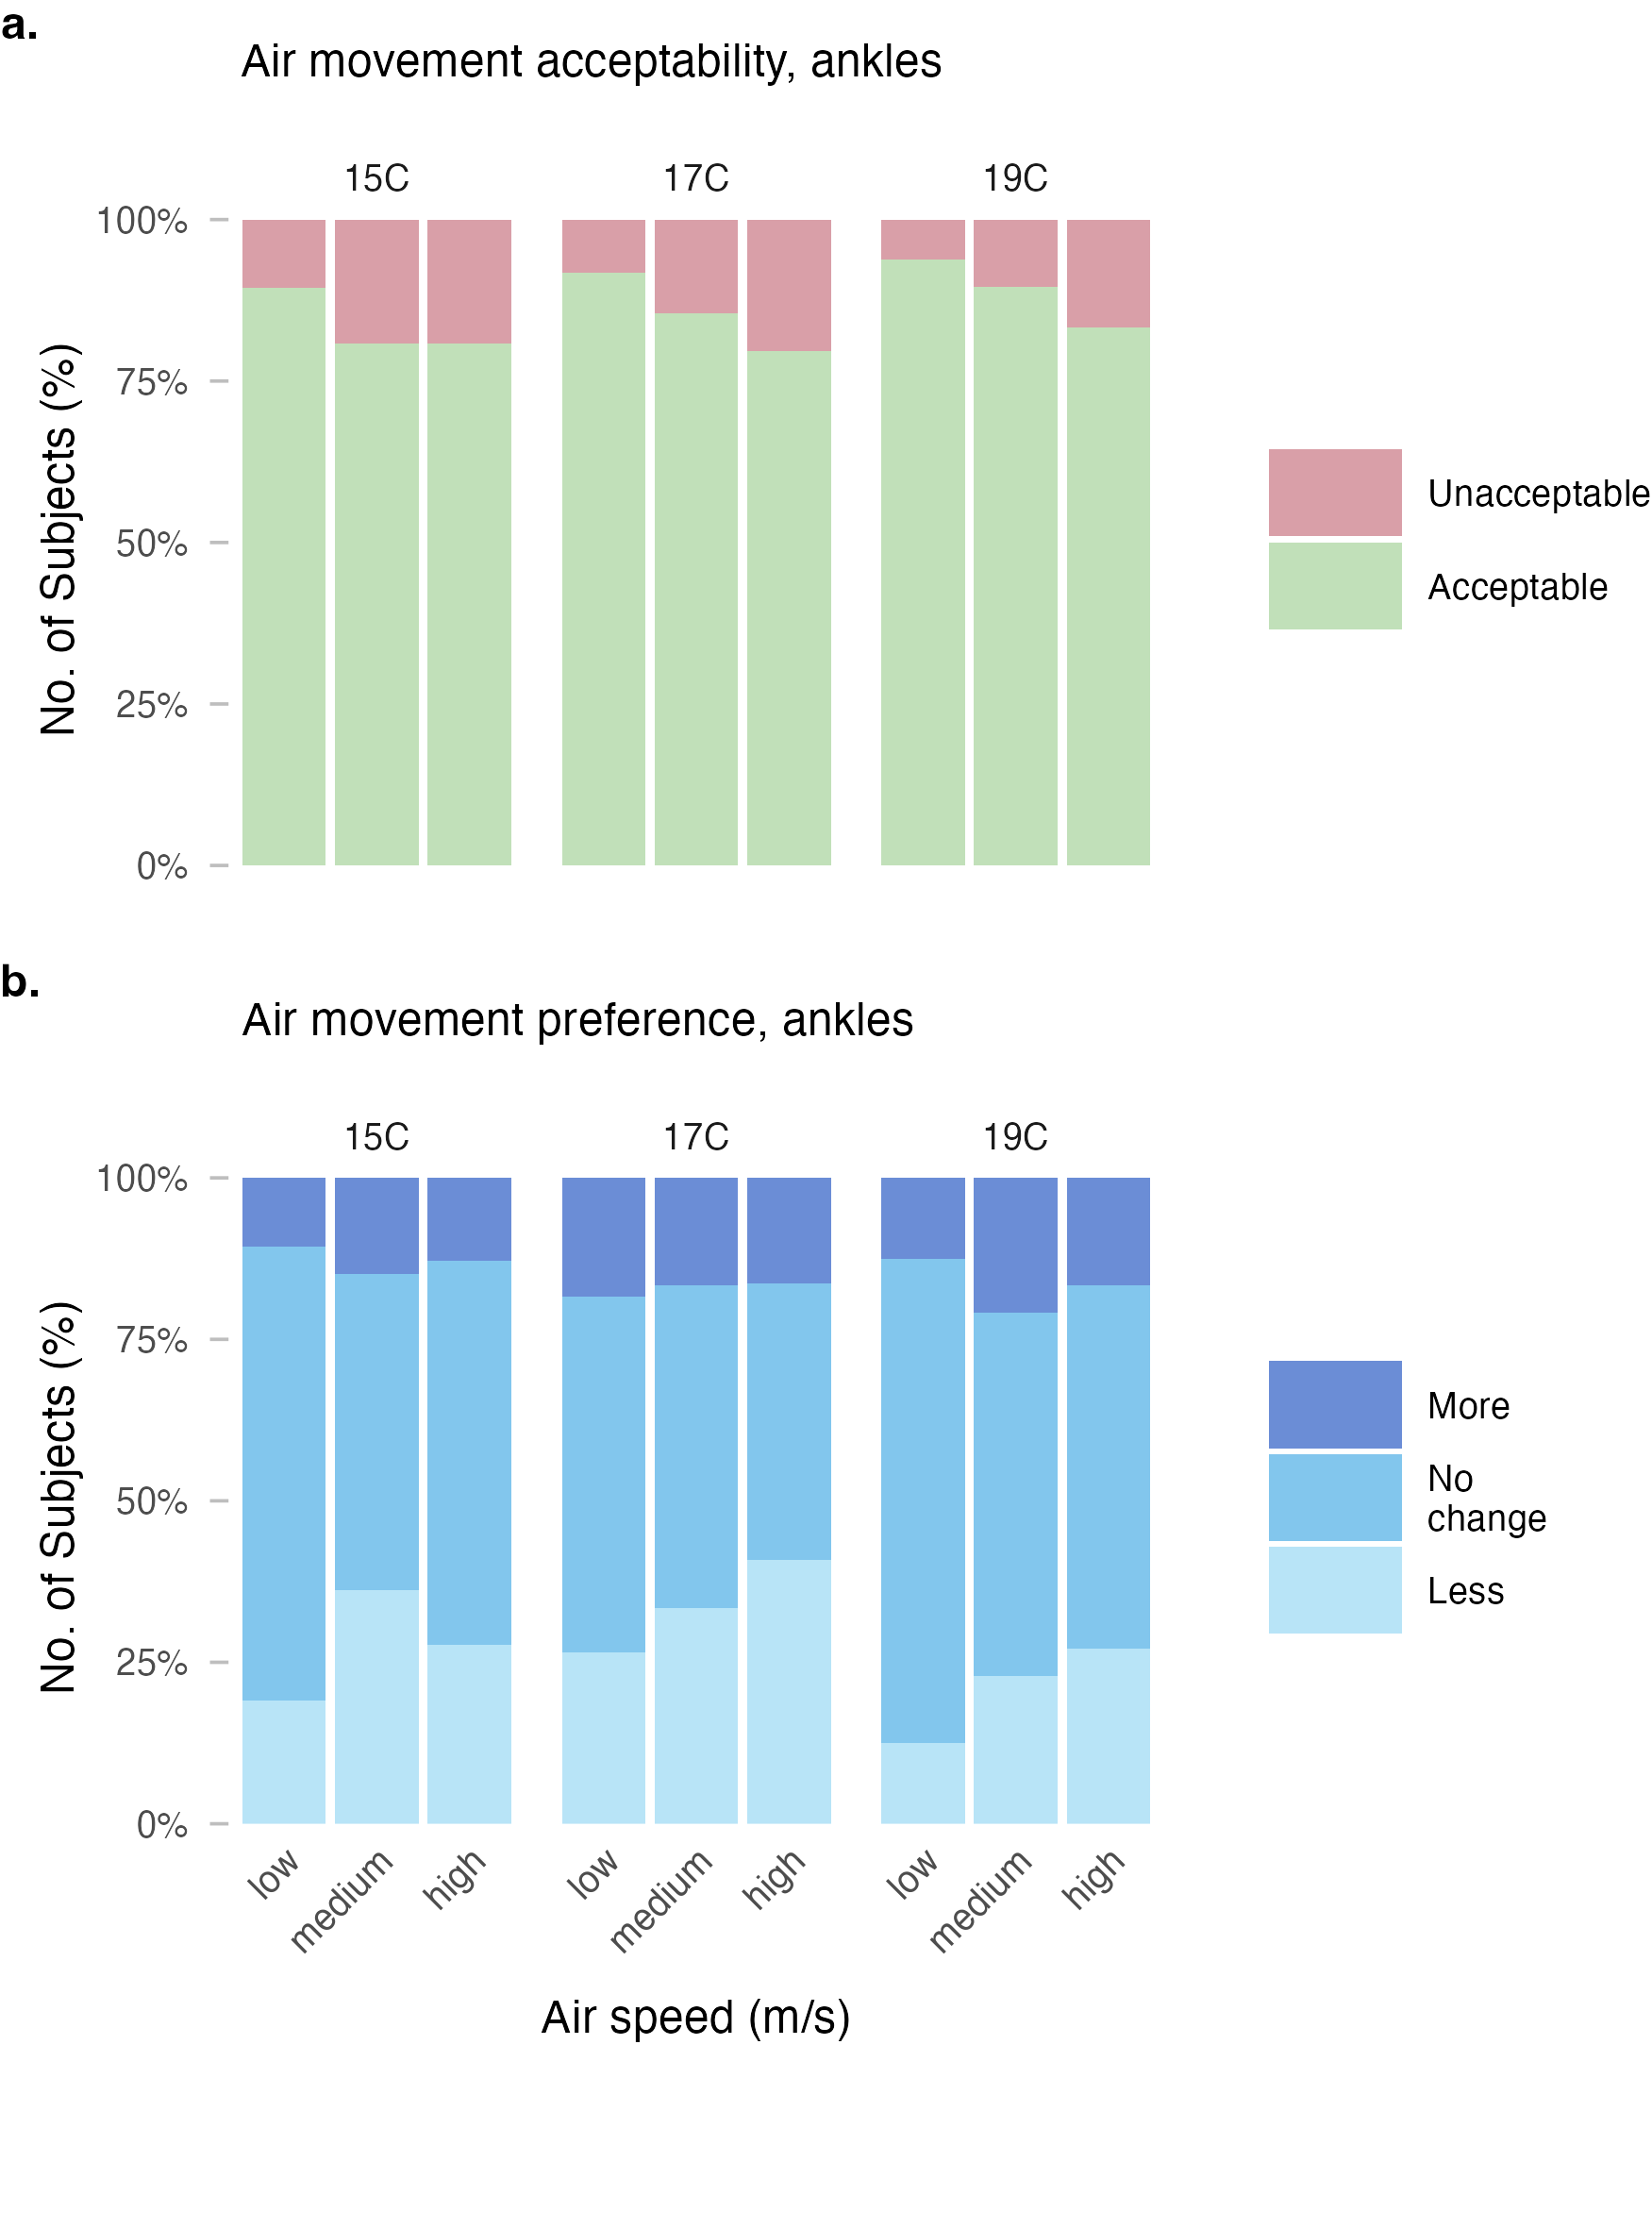 a.
Air movement acceptability, ankles
15C 17C 19C
100%
75%
50%
25%
0%
No. of Subjects (%)
Unacceptable
Acceptable
b.
Air movement preference, ankles
15C 17C 19C
100%
75%
50%
25%
0%
No. of Subjects (%)
More
No
change
Less
low medium high low medium high low medium high
Air speed (m/s)